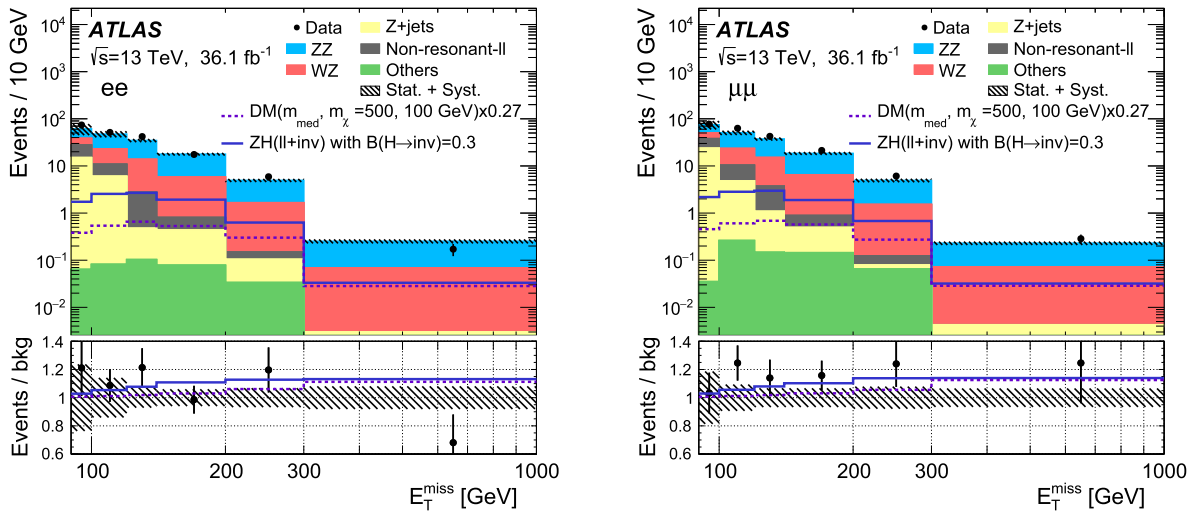 Events / 10 GeV
10⁴
10³
10²
10
1
10⁻¹
10⁻²
ATLAS
√s=13 TeV, 36.1 fb⁻¹
ee
Data
ZZ
WZ
Z+jets
Non-resonant-ll
Others
Stat. + Syst.
DM(m_med, m_χ =500, 100 GeV)x0.27
ZH(ll+inv) with B(H→inv)=0.3
Events / bkg
1.4
1.2
1
0.8
0.6
100
200
300
1000
E_T^miss [GeV]
Events / 10 GeV
10⁴
10³
10²
10
1
10⁻¹
10⁻²
ATLAS
√s=13 TeV, 36.1 fb⁻¹
μμ
Data
ZZ
WZ
Z+jets
Non-resonant-ll
Others
Stat. + Syst.
DM(m_med, m_χ =500, 100 GeV)x0.27
ZH(ll+inv) with B(H→inv)=0.3
Events / bkg
1.4
1.2
1
0.8
0.6
100
200
300
1000
E_T^miss [GeV]